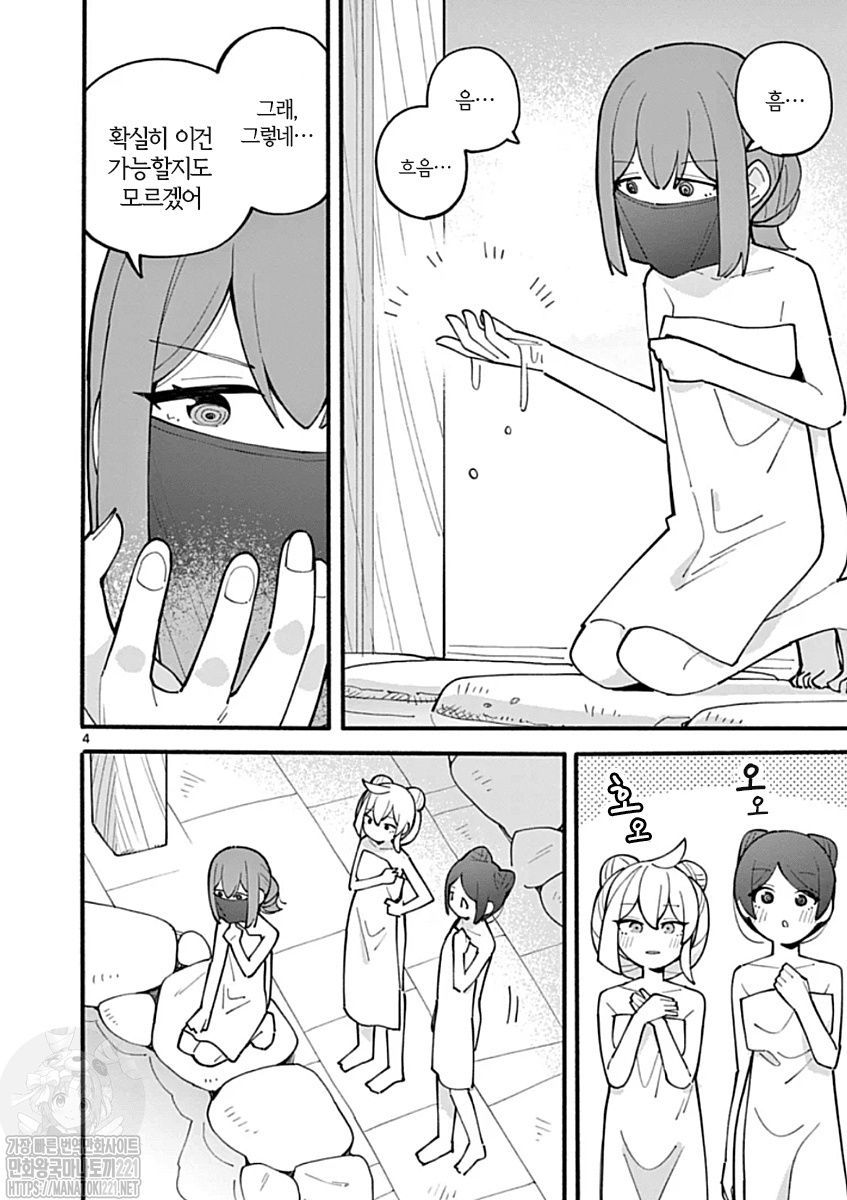 흠…
음…
흐음…
그래,
그렇네…
확실히 이건
가능할지도
모르겠어
오
오
호
오
4
가장 빠른 번역만화사이트
만화왕국마나토끼221
HTTPS://MANATOKI221.NET